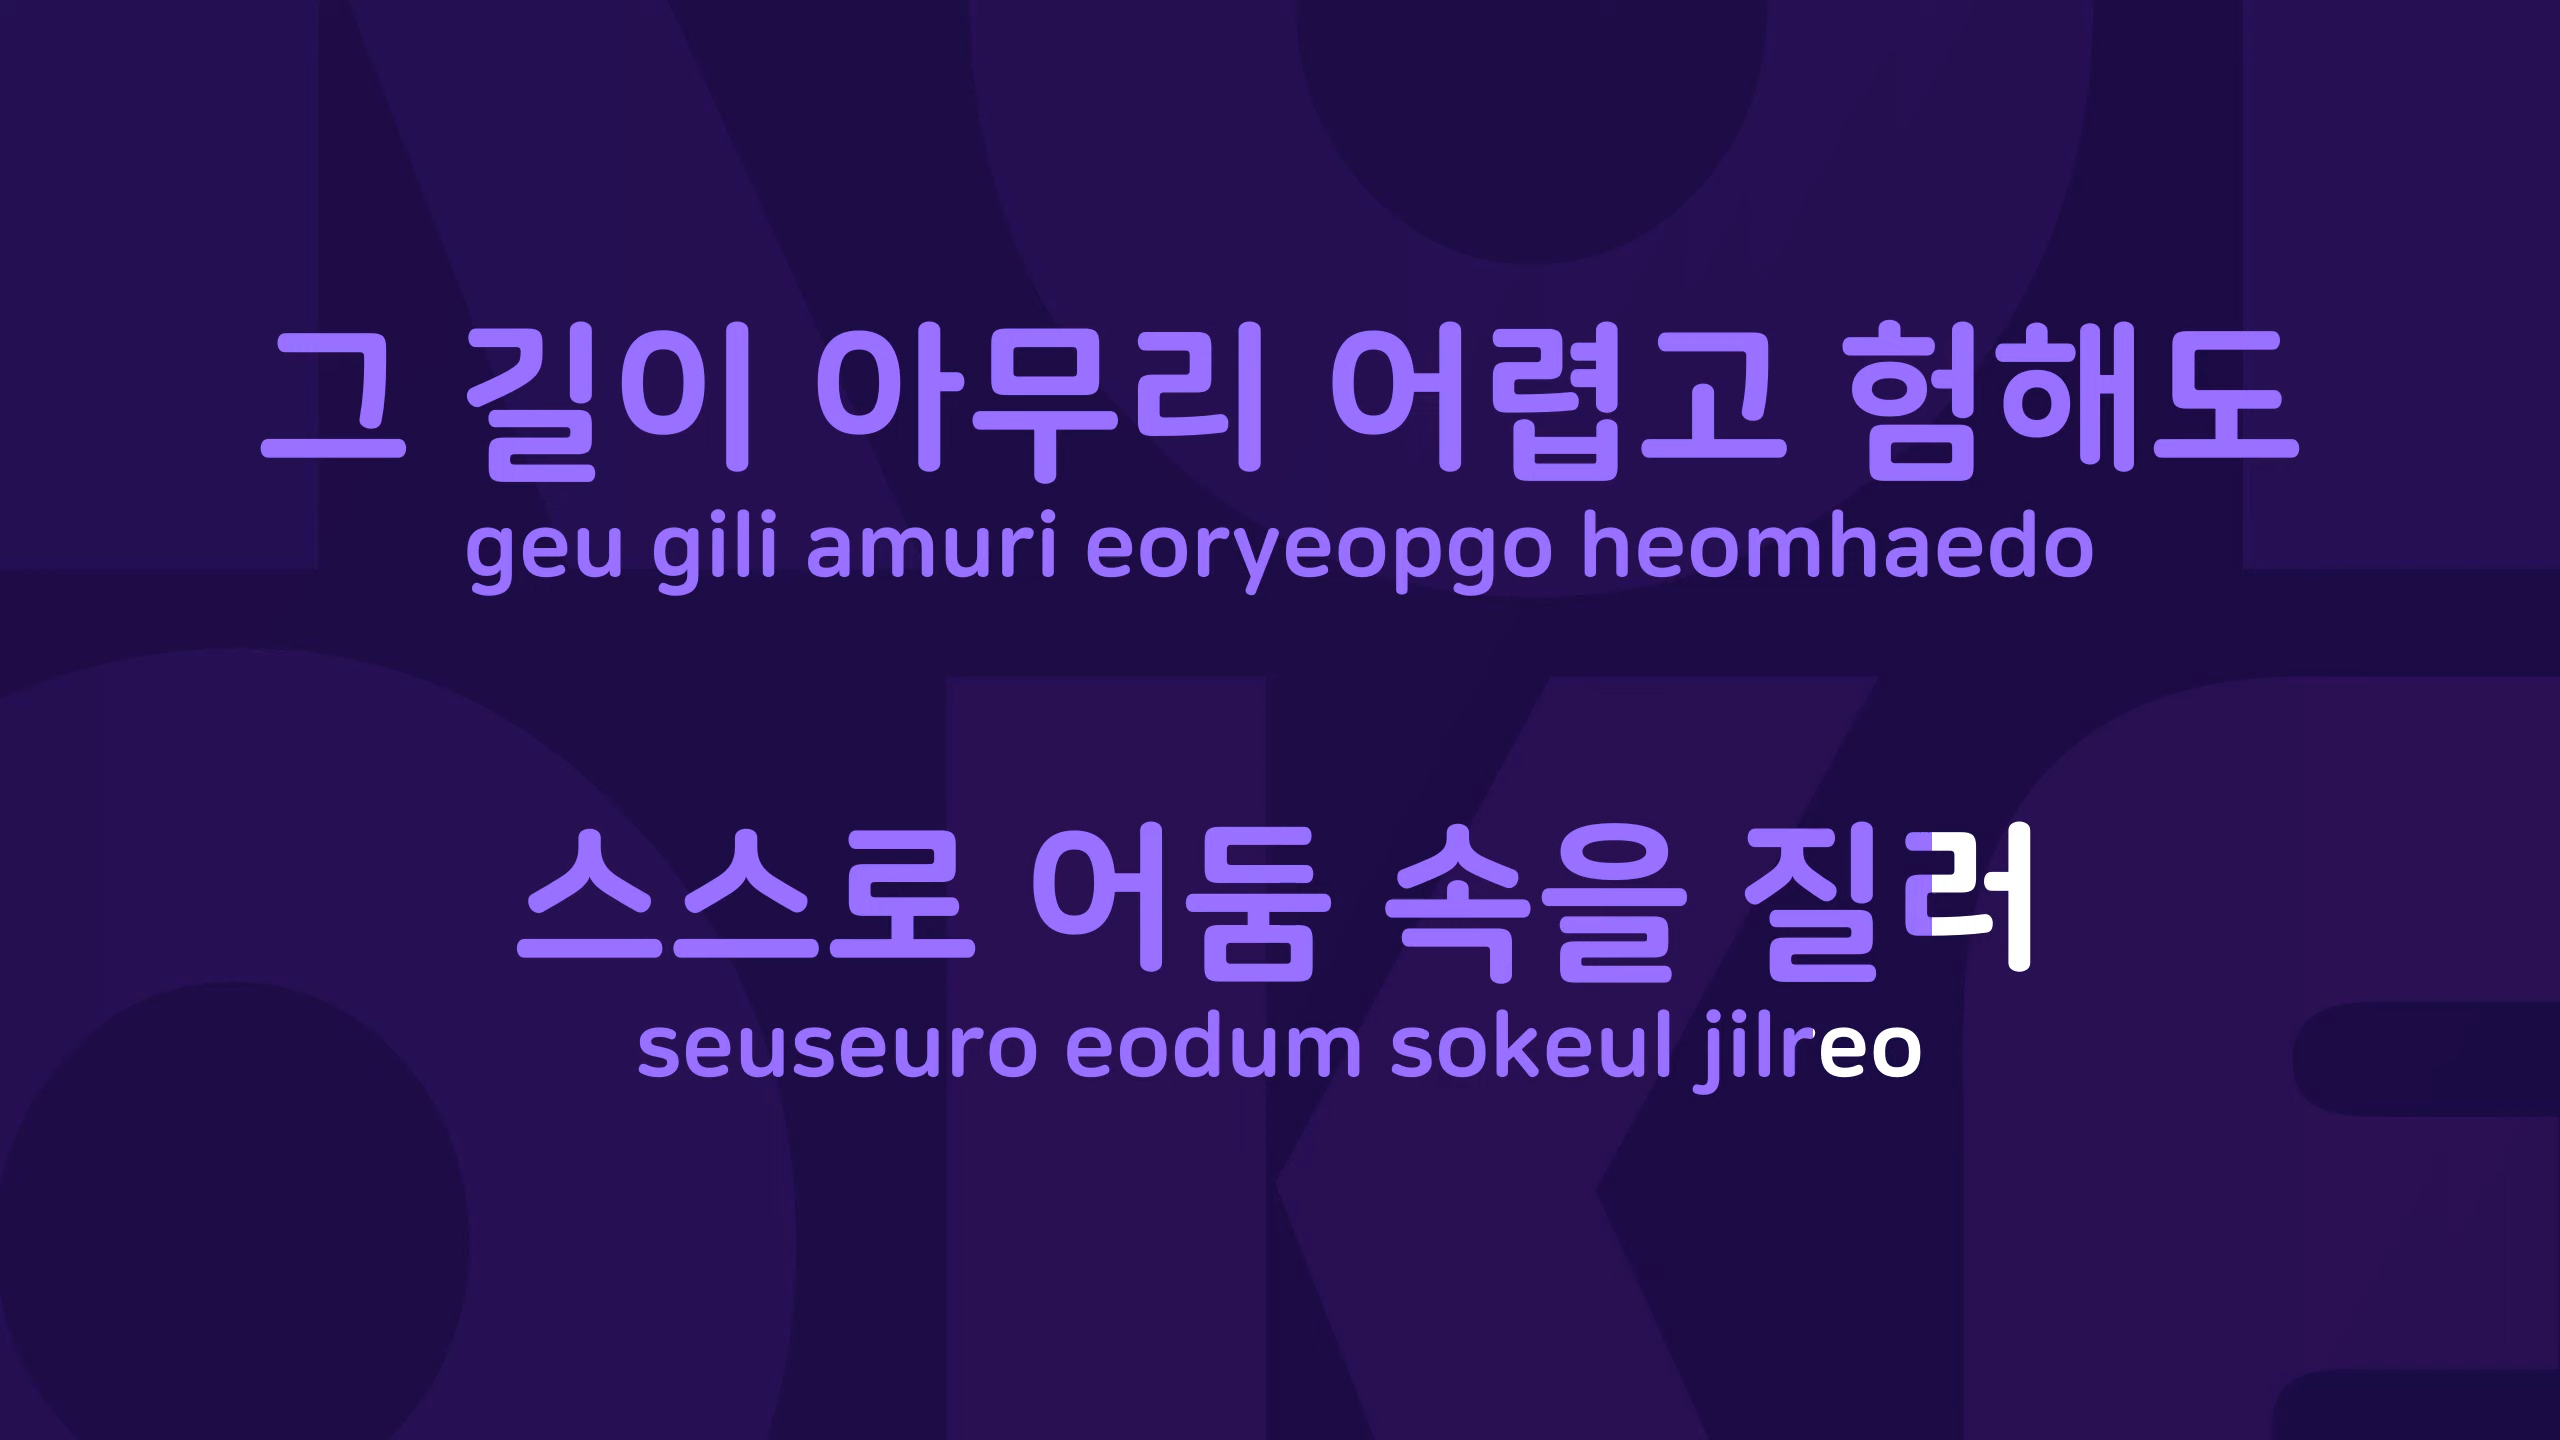 그 길이 아무리 어렵고 험해도
geu gili amuri eoryeopgo heomhaedo
스스로 어둠 속을 질러
seuseuro eodum sokeul jilreo